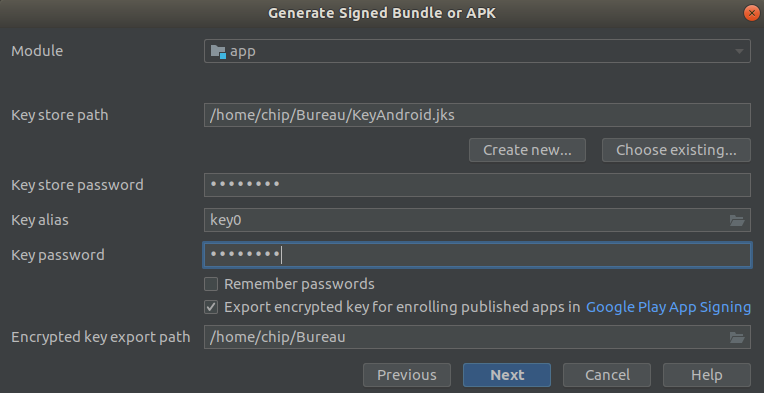 Generate Signed Bundle or APK
Module app
Key store path /home/chip/Bureau/KeyAndroid.jks
Create new... Choose existing...
Key store password ••••••••
Key alias key0
Key password ••••••••
Remember passwords
Export encrypted key for enrolling published apps in Google Play App Signing
Encrypted key export path /home/chip/Bureau
Previous Next Cancel Help